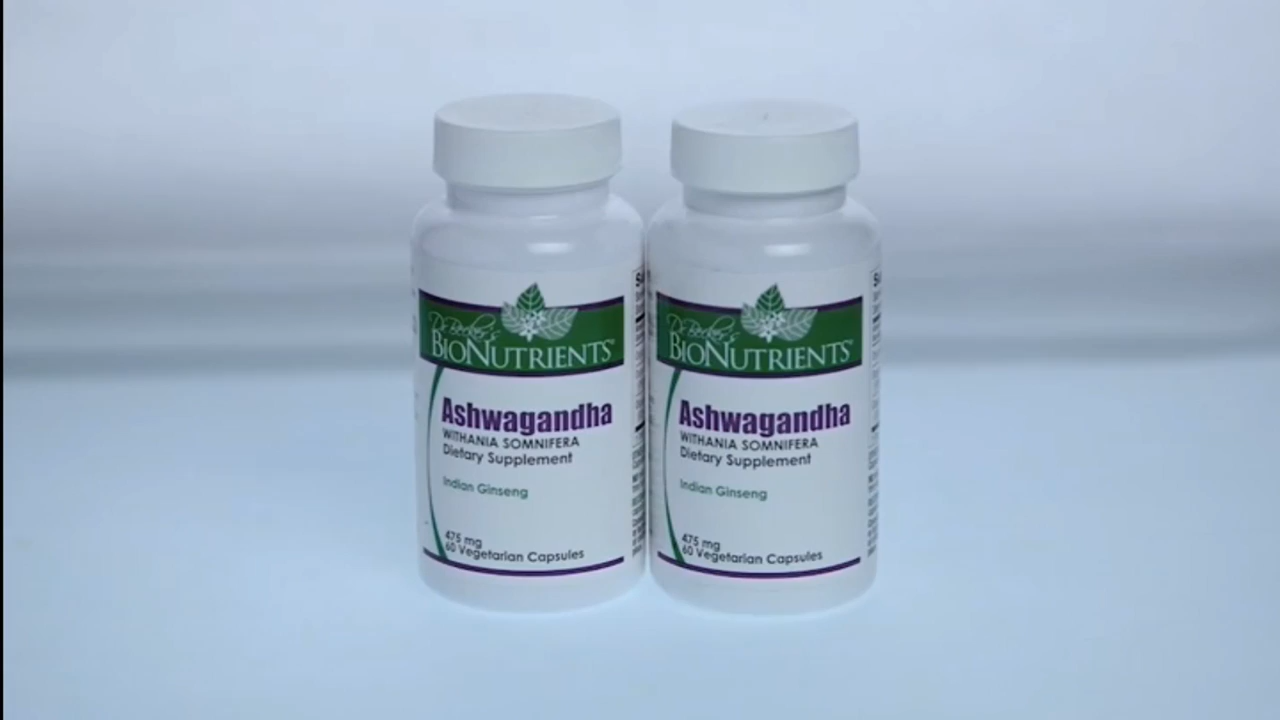 Dr. Becker's
BIONUTRIENTS®
Ashwagandha
WITHANIA SOMNIFERA
Dietary Supplement
Indian Ginseng
475 mg
60 Vegetarian Capsules
Dr. Becker's
BIONUTRIENTS®
Ashwagandha
WITHANIA SOMNIFERA
Dietary Supplement
Indian Ginseng
475 mg
60 Vegetarian Capsules